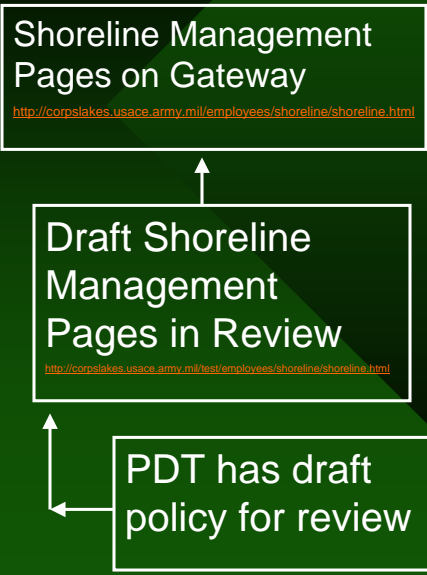 Shoreline Management
Pages on Gateway
http://corpslakes.usace.army.mil/employees/shoreline/shoreline.html
Draft Shoreline
Management
Pages in Review
http://corpslakes.usace.army.mil/test/employees/shoreline/shoreline.html
PDT has draft
policy for review